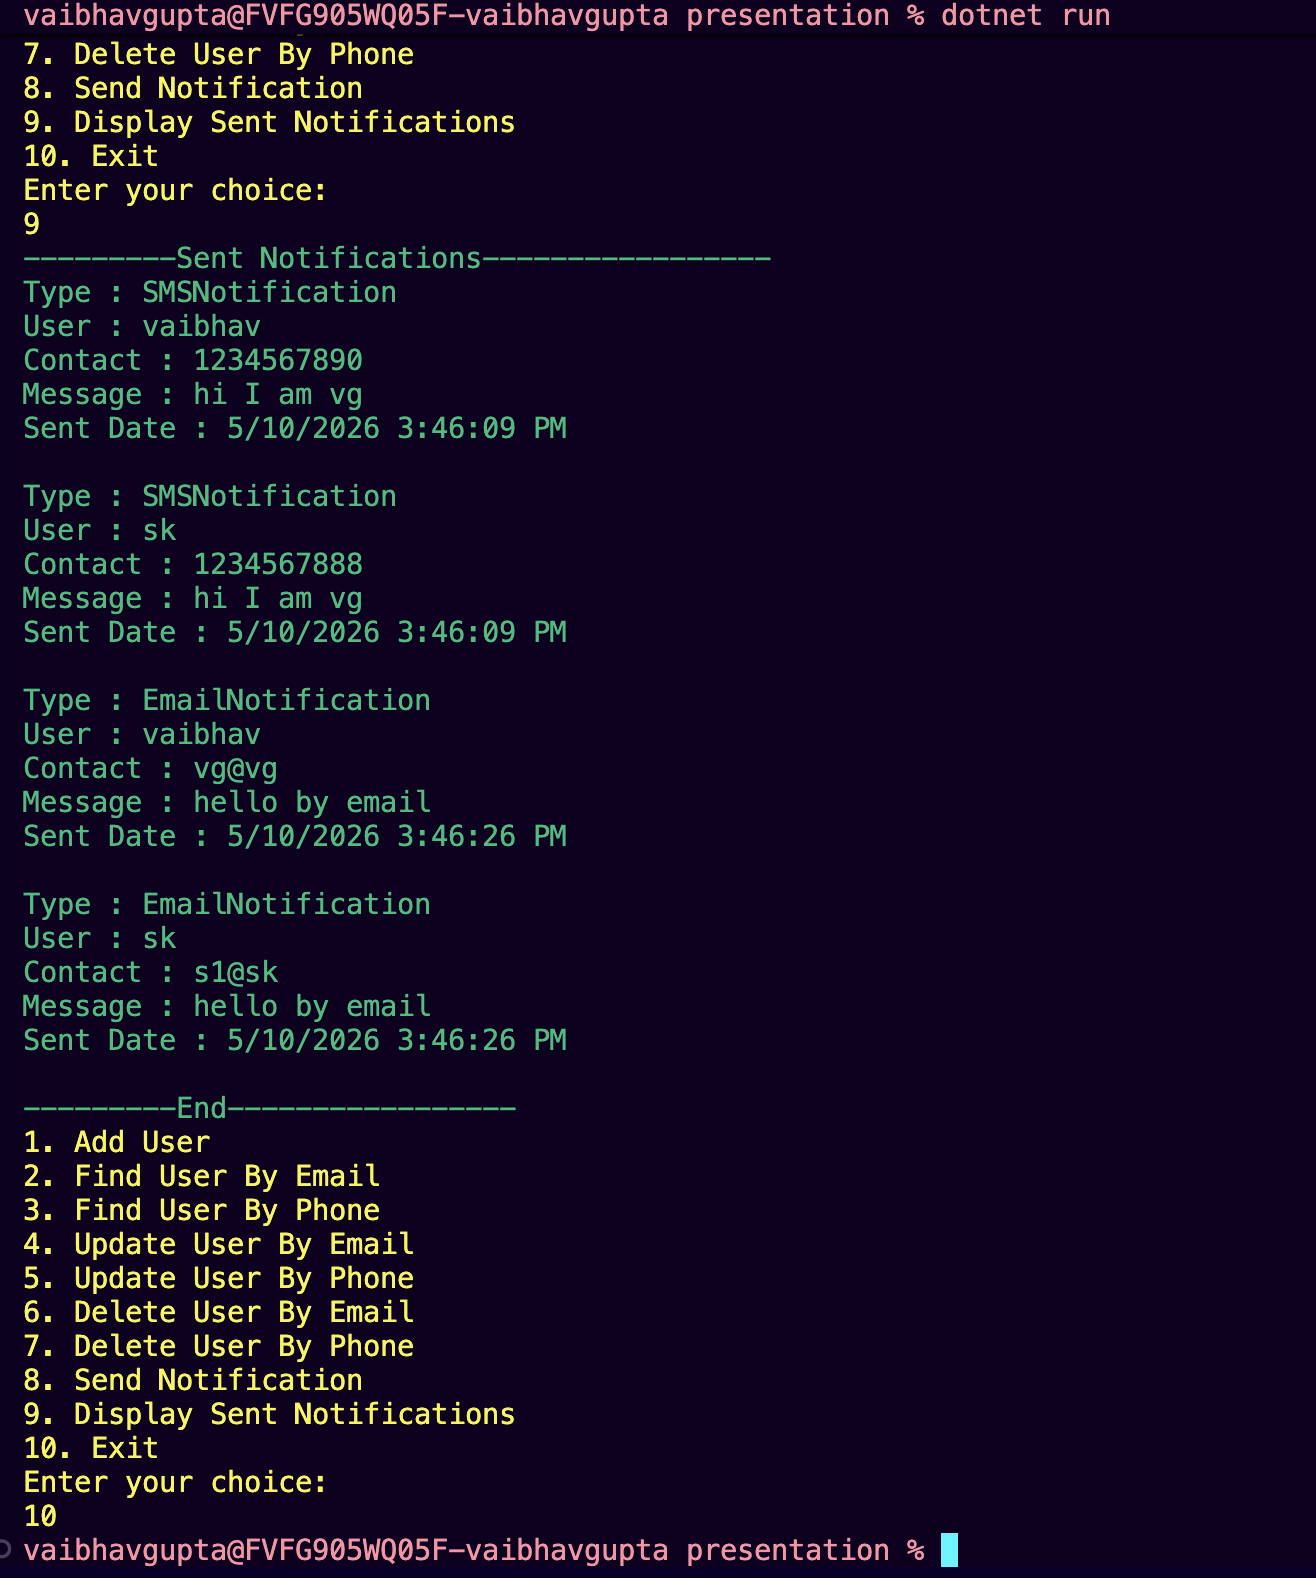 vaibhavgupta@FVFG905WQ05F-vaibhavgupta presentation % dotnet run
7. Delete User By Phone
8. Send Notification
9. Display Sent Notifications
10. Exit
Enter your choice:
9
---------Sent Notifications-----------------
Type : SMSNotification
User : vaibhav
Contact : 1234567890
Message : hi I am vg
Sent Date : 5/10/2026 3:46:09 PM
Type : SMSNotification
User : sk
Contact : 1234567888
Message : hi I am vg
Sent Date : 5/10/2026 3:46:09 PM
Type : EmailNotification
User : vaibhav
Contact : vg@vg
Message : hello by email
Sent Date : 5/10/2026 3:46:26 PM
Type : EmailNotification
User : sk
Contact : s1@sk
Message : hello by email
Sent Date : 5/10/2026 3:46:26 PM
---------End-----------------
1. Add User
2. Find User By Email
3. Find User By Phone
4. Update User By Email
5. Update User By Phone
6. Delete User By Email
7. Delete User By Phone
8. Send Notification
9. Display Sent Notifications
10. Exit
Enter your choice:
10
vaibhavgupta@FVFG905WQ05F-vaibhavgupta presentation %